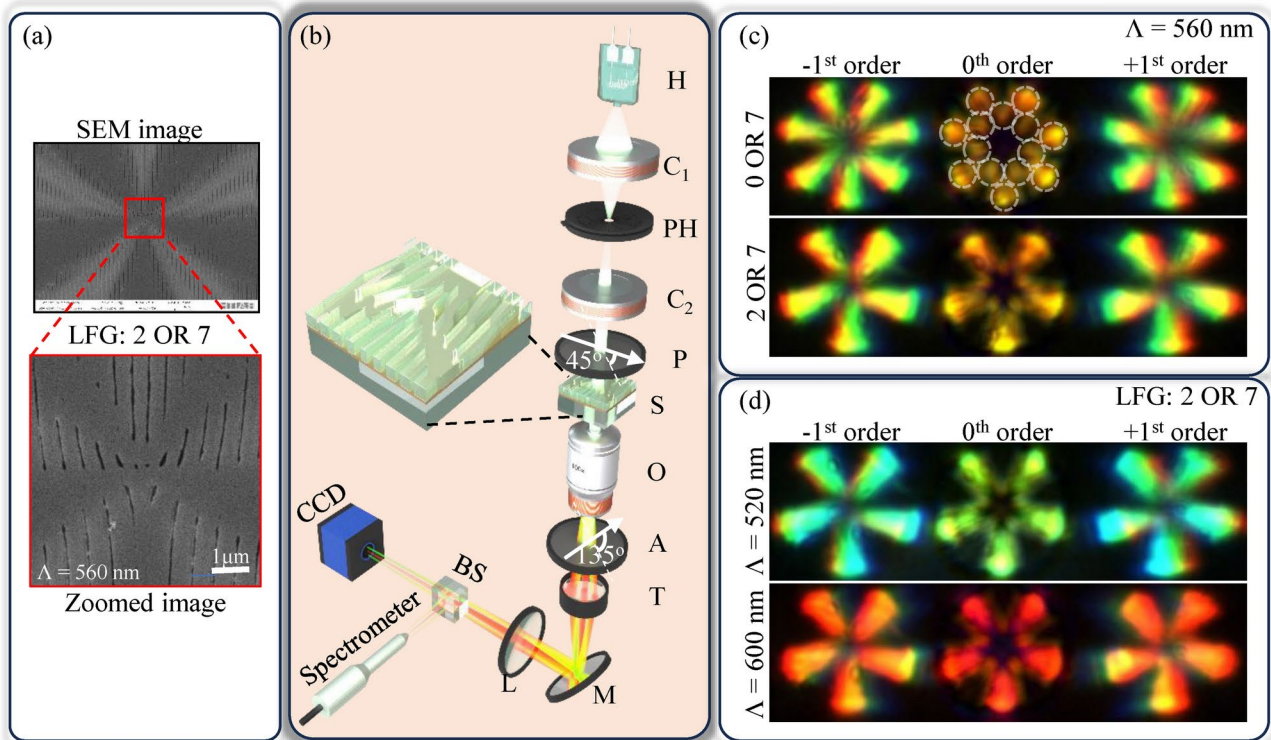 (a)
SEM image
LFG: 2 OR 7
1μm
Λ = 560 nm
Zoomed image
(b)
H
C₁
PH
C₂
45°
P
S
O
A
135°
T
CCD
BS
Spectrometer
L
M
(c)
Λ = 560 nm
-1ˢᵗ order
0ᵗʰ order
+1ˢᵗ order
0 OR 7
2 OR 7
(d)
LFG: 2 OR 7
-1ˢᵗ order
0ᵗʰ order
+1ˢᵗ order
Λ = 520 nm
Λ = 600 nm